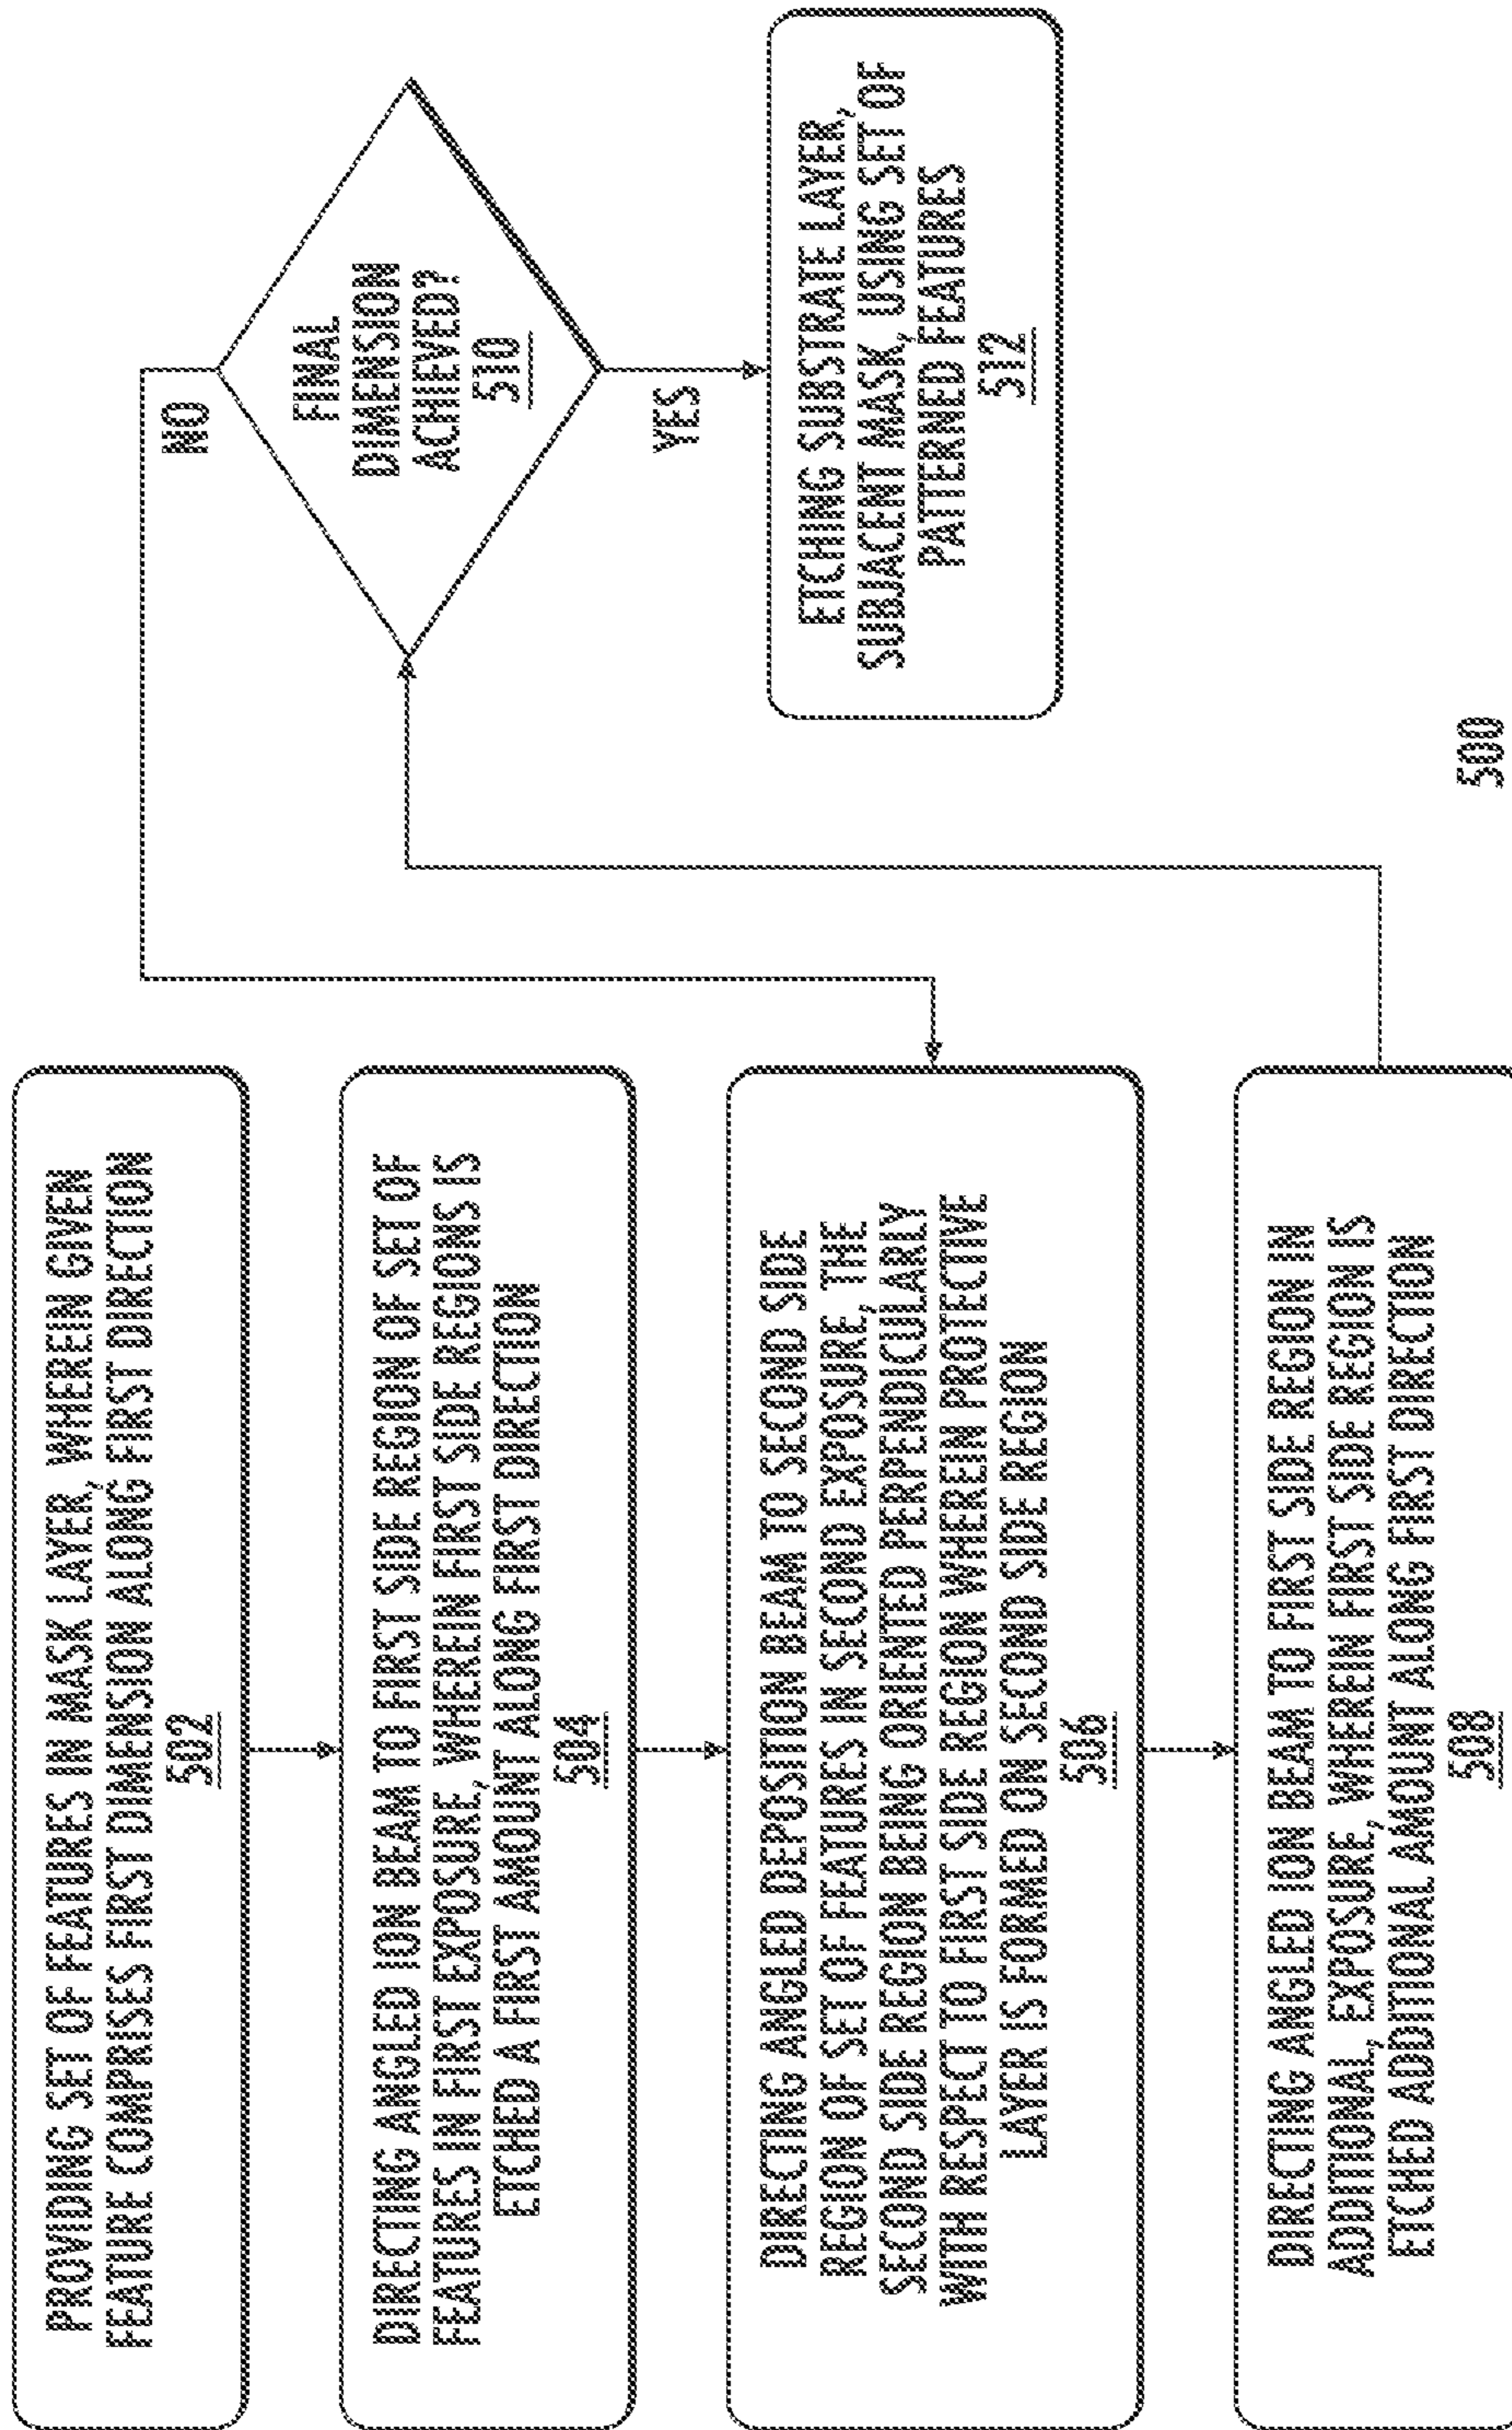 PROVIDING SET OF FEATURES IN MASK LAYER, WHEREIN GIVEN
FEATURE COMPRISES FIRST DIMENSION ALONG FIRST DIRECTION
502
DIRECTING ANGLED ION BEAM TO FIRST SIDE REGION OF SET OF
FEATURES IN FIRST EXPOSURE, WHEREIN FIRST SIDE REGIONS IS
ETCHED A FIRST AMOUNT ALONG FIRST DIRECTION
504
DIRECTING ANGLED DEPOSITION BEAM TO SECOND SIDE
REGION OF SET OF FEATURES IN SECOND EXPOSURE, THE
SECOND SIDE REGION BEING ORIENTED PERPENDICULARLY
WITH RESPECT TO FIRST SIDE REGION WHEREIN PROTECTIVE
LAYER IS FORMED ON SECOND SIDE REGION
506
DIRECTING ANGLED ION BEAM TO FIRST SIDE REGION IN
ADDITIONAL, EXPOSURE, WHEREIN FIRST SIDE REGION IS
ETCHED ADDITIONAL AMOUNT ALONG FIRST DIRECTION
508
NO
FINAL
DIMENSION
ACHIEVED?
510
YES
ETCHING SUBSTRATE LAYER,
SUBJACENT MASK, USING SET OF
PATTERNED FEATURES
512
500